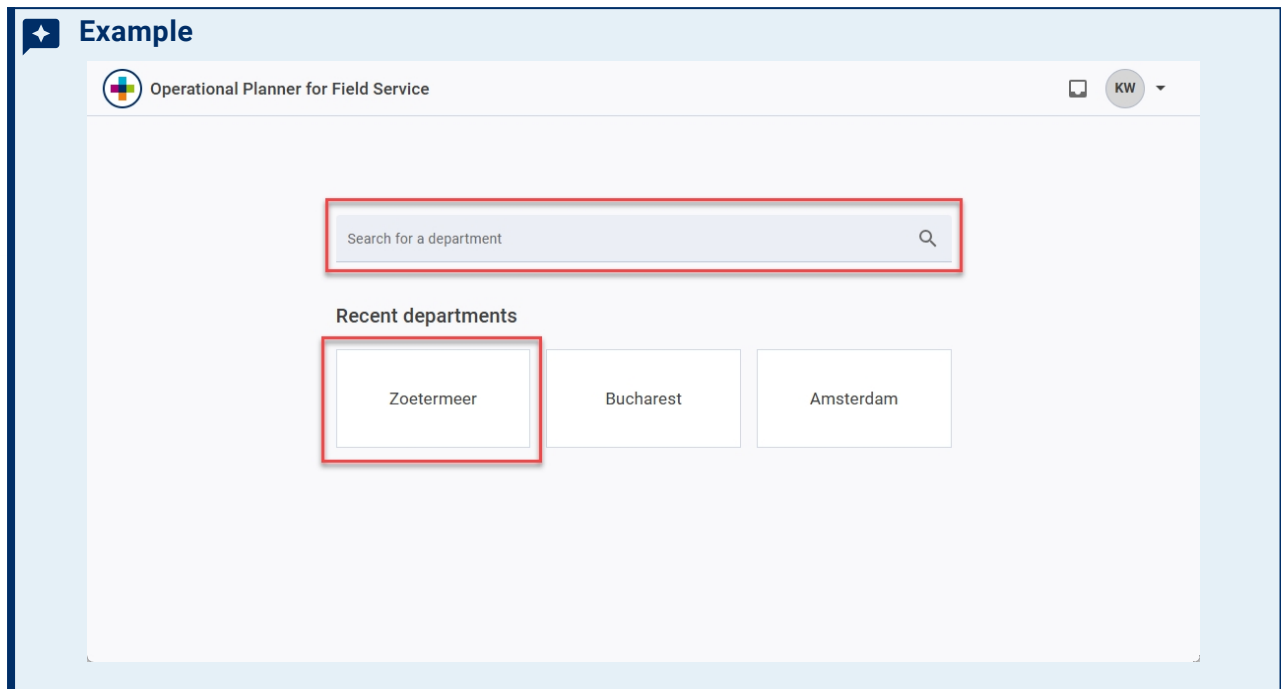 Example
Operational Planner for Field Service
KW
Search for a department
Recent departments
Zoetermeer
Bucharest
Amsterdam